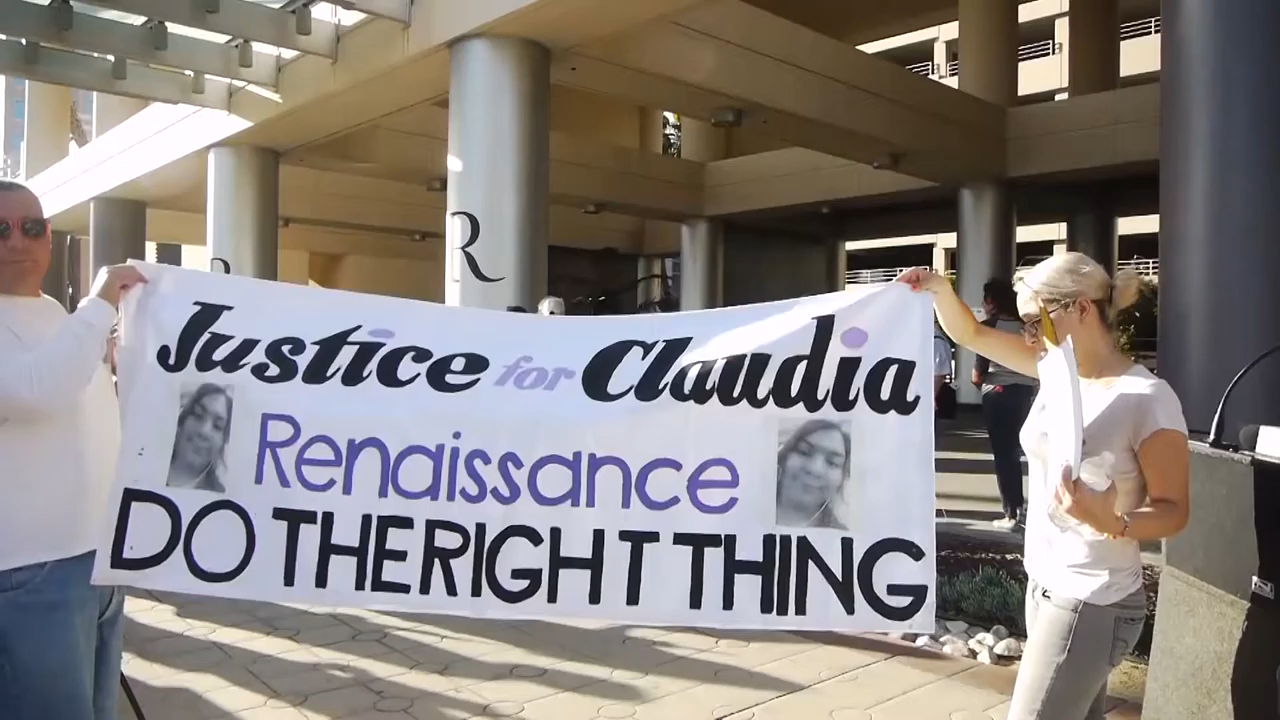 R
R
Justice for Claudia
Renaissance
DO THE RIGHT THING